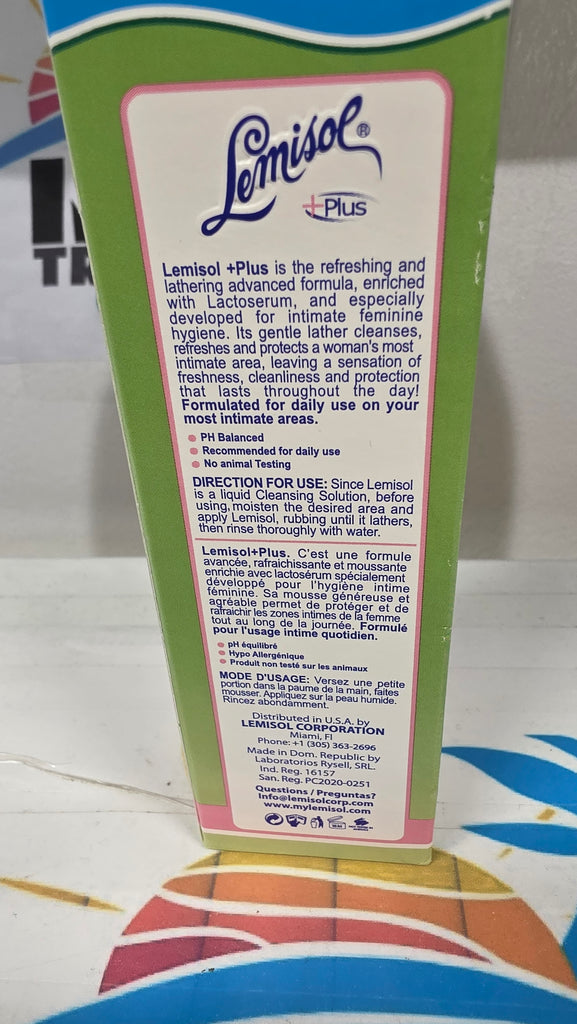 Lemisol®
+Plus
Lemisol +Plus is the refreshing and
lathering advanced formula, enriched
with Lactoserum, and especially
developed for intimate feminine
hygiene. Its gentle lather cleanses,
refreshes and protects a woman's most
intimate area, leaving a sensation of
freshness, cleanliness and protection
that lasts throughout the day!
Formulated for daily use on your
most intimate areas.
PH Balanced
Recommended for daily use
No animal Testing
DIRECTION FOR USE: Since Lemisol
is a liquid Cleansing Solution, before
using, moisten the desired area and
apply Lemisol, rubbing until it lathers,
then rinse thoroughly with water.
Lemisol+Plus. C'est une formule
avancée, rafraichissante et moussante
enrichie avec lactosérum spécialement
développé pour l'hygiène intime
féminine. Sa mousse généreuse et
agréable permet de protéger et de
rafraichir les zones intimes de la femme
tout au long de la journée. Formulé
pour l'usage intime quotidien.
pH équilibré
Hypo Allergénique
Produit non testé sur les animaux
MODE D'USAGE: Versez une petite
portion dans la paume de la main, faites
mousser. Appliquez sur la peau humide.
Rincez abondamment.
Distributed in U.S.A. by
LEMISOL CORPORATION
Miami, Fl
Phone: +1 (305) 363-2696
Made in Dom. Republic by
Laboratorios Rysell, SRL.
Ind. Reg. 16157
San. Reg. PC2020-0251
Questions / Preguntas?
Info@lemisolcorp.com
www.mylemisol.com
TR